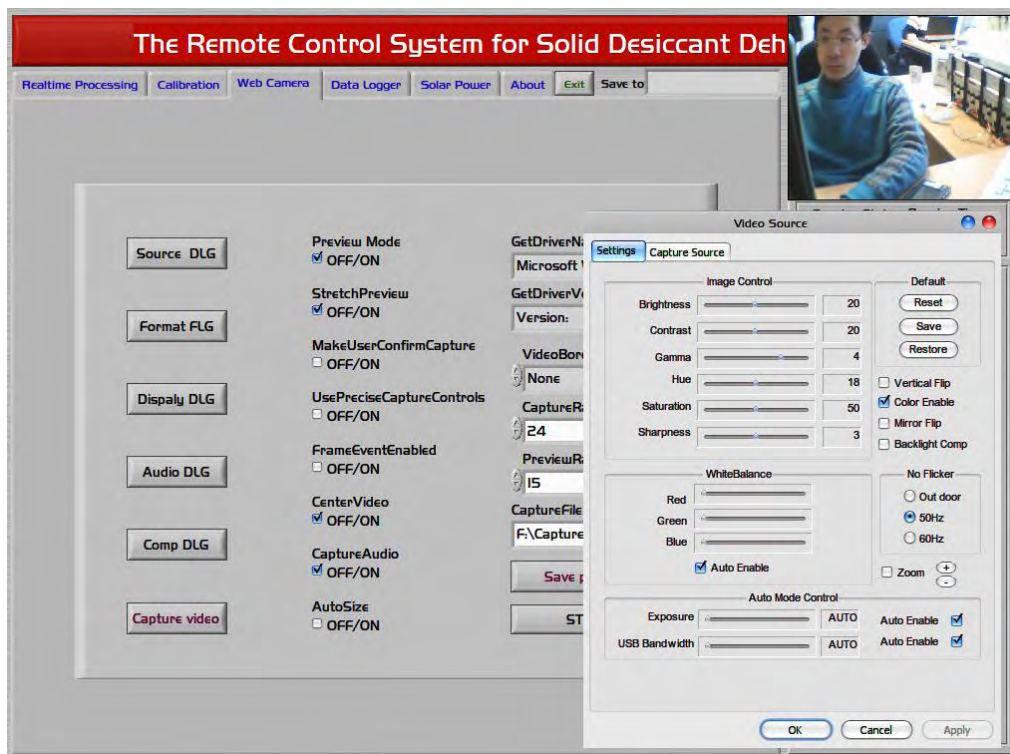 The Remote Control System for Solid Desiccant Deh
Realtime Processing Calibration Web Camera Data Logger Solar Power About Exit Save to
Source DLG
Format FLG
Dispaly DLG
Audio DLG
Comp DLG
Capture video
Preview Mode
OFF/ON
StretchPreview
OFF/ON
MakeUserConfirmCapture
OFF/ON
UsePreciseCaptureControls
OFF/ON
FrameEventEnabled
OFF/ON
CenterVideo
OFF/ON
CaptureAudio
OFF/ON
AutoSize
OFF/ON
GetDriverNa
Microsoft
GetDriverVe
Version:
VideoBor
None
CaptureRa
24
PreviewRa
15
CaptureFile
F:\Capture
Save
ST
Video Source
Settings Capture Source
Image Control
Brightness 20
Contrast 20
Gamma 4
Hue 18
Saturation 50
Sharpness 3
Default
Reset
Save
Restore
Vertical Flip
Color Enable
Mirror Flip
Backlight Comp
WhiteBalance
Red
Green
Blue
Auto Enable
No Flicker
Out door
50Hz
60Hz
Zoom + -
Auto Mode Control
Exposure AUTO Auto Enable
USB Bandwidth AUTO Auto Enable
OK Cancel Apply